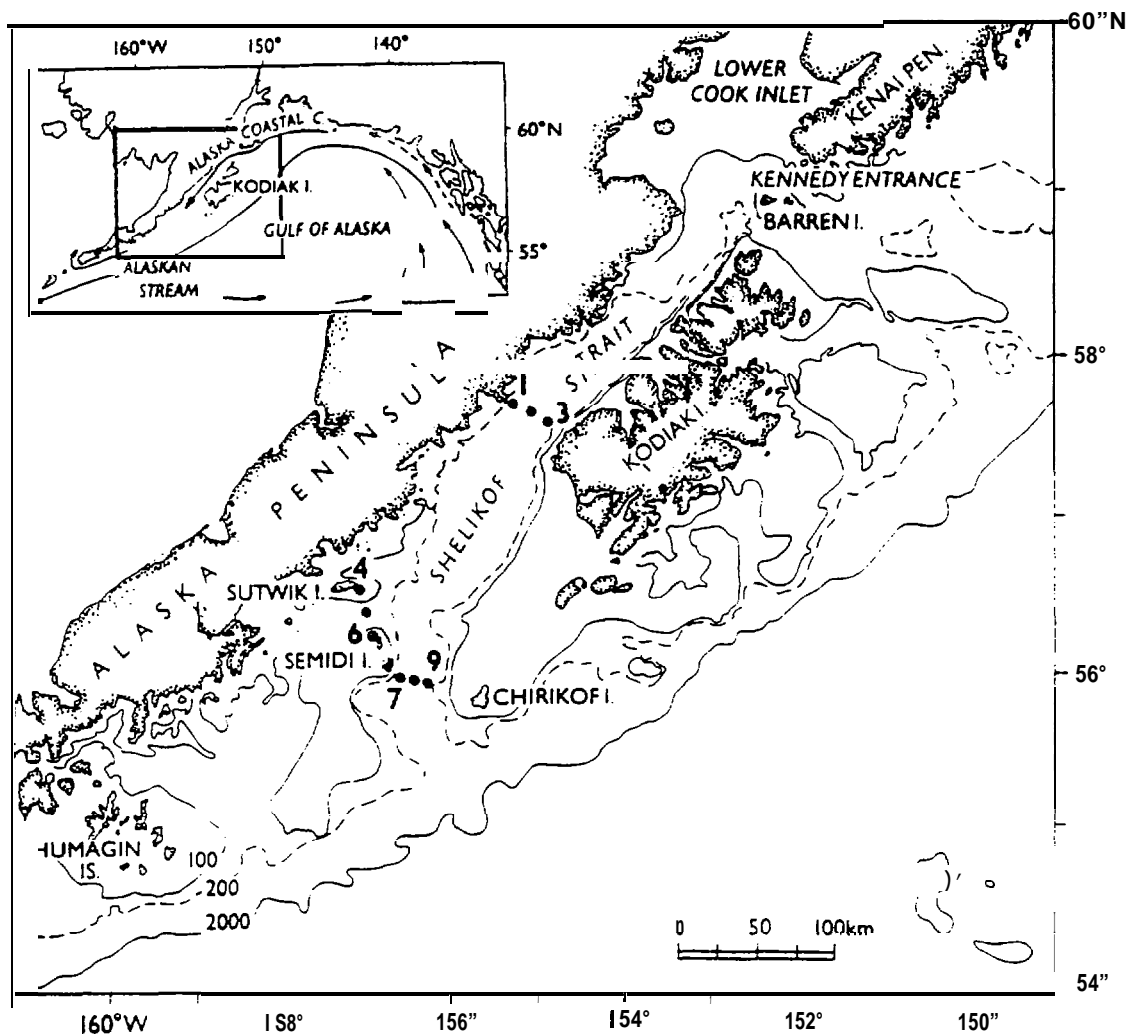 60"N
160°W 150° 140°
LOWER
COOK INLET
KENAI PEN.
ALASKA COASTAL C.
60°N
KODIAK I.
GULF OF ALASKA
55°
ALASKAN
STREAM
KENNEDY ENTRANCE
BARREN I.
58°
STRAIT
SHELIKOF
KODIAK I.
ALASKA PENINSULA
1
3
4
SUTWIK I.
6
SEMIDI I.
9
7
CHIRIKOF I.
56°
HUMAGIN
IS.
100
200
2000
0 50 100km
54"
160°W 158° 156" 154° 152° 150"